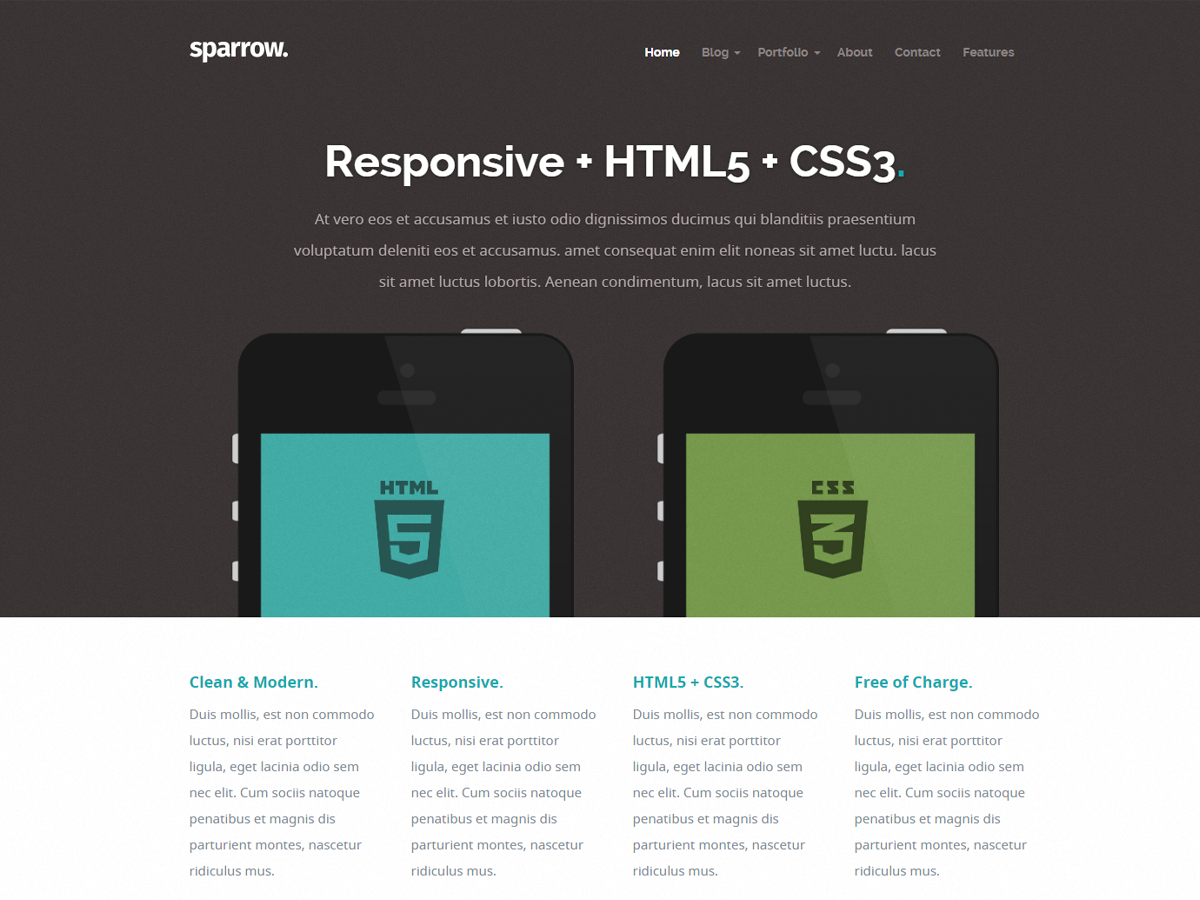 sparrow.
Home Blog Portfolio About Contact Features
Responsive + HTML5 + CSS3.
At vero eos et accusamus et iusto odio dignissimos ducimus qui blanditiis praesentium
voluptatum deleniti eos et accusamus. amet consequat enim elit noneas sit amet luctu. lacus
sit amet luctus lobortis. Aenean condimentum, lacus sit amet luctus.
HTML
5
CSS
3
Clean & Modern.
Duis mollis, est non commodo
luctus, nisi erat porttitor
ligula, eget lacinia odio sem
nec elit. Cum sociis natoque
penatibus et magnis dis
parturient montes, nascetur
ridiculus mus.
Responsive.
Duis mollis, est non commodo
luctus, nisi erat porttitor
ligula, eget lacinia odio sem
nec elit. Cum sociis natoque
penatibus et magnis dis
parturient montes, nascetur
ridiculus mus.
HTML5 + CSS3.
Duis mollis, est non commodo
luctus, nisi erat porttitor
ligula, eget lacinia odio sem
nec elit. Cum sociis natoque
penatibus et magnis dis
parturient montes, nascetur
ridiculus mus.
Free of Charge.
Duis mollis, est non commodo
luctus, nisi erat porttitor
ligula, eget lacinia odio sem
nec elit. Cum sociis natoque
penatibus et magnis dis
parturient montes, nascetur
ridiculus mus.